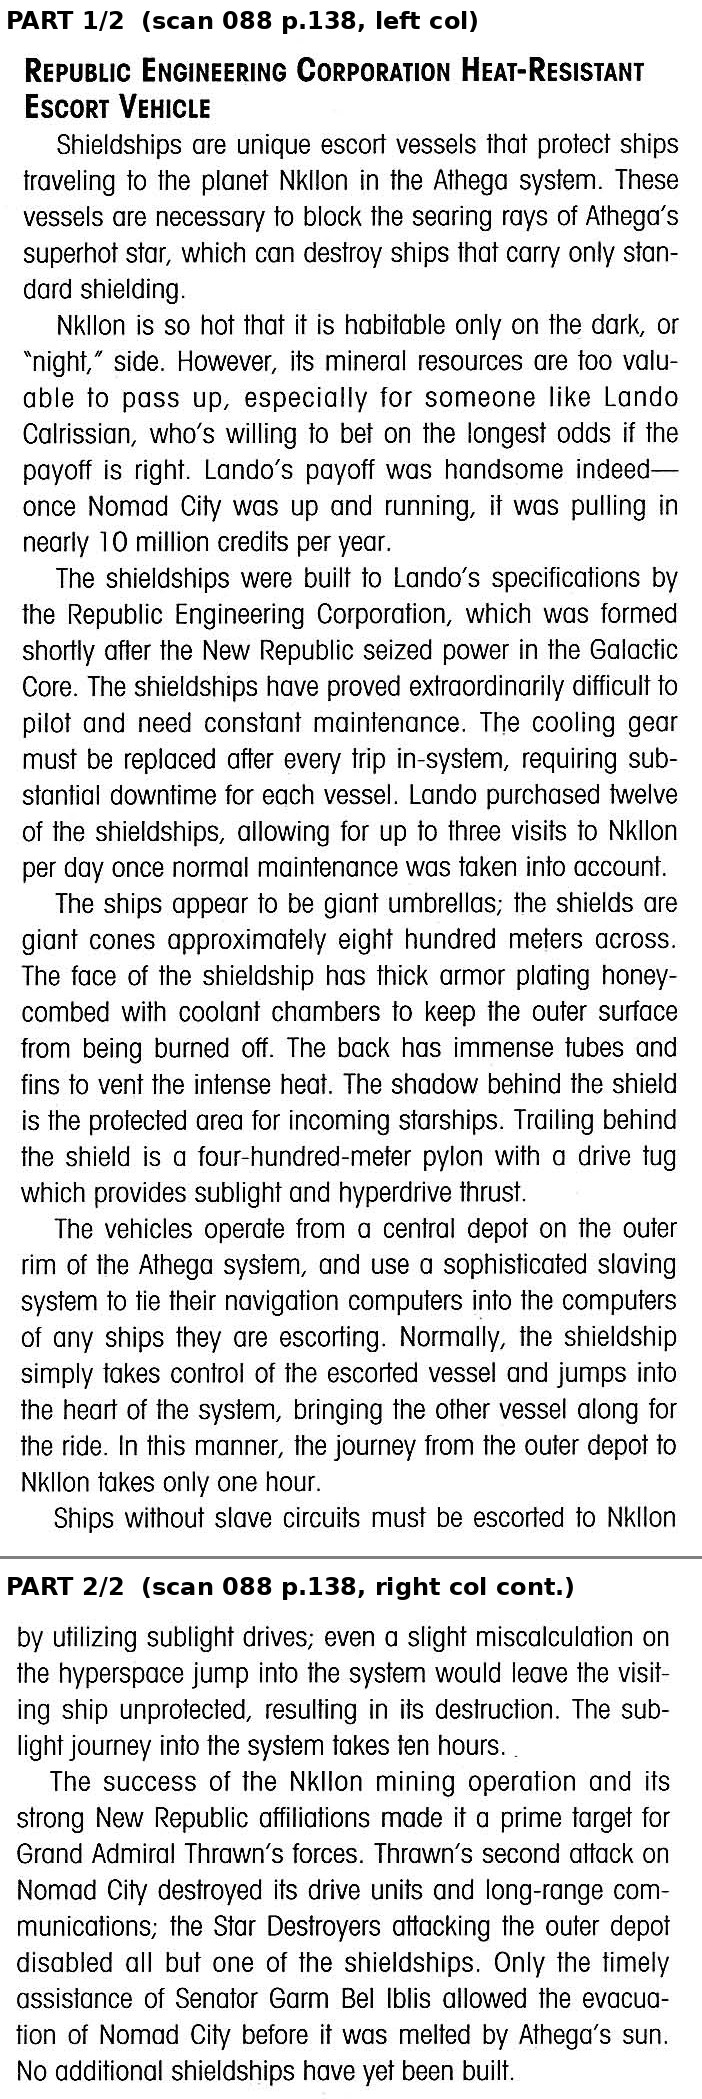 PART 1/2 (scan 088 p.138, left col)
REPUBLIC ENGINEERING CORPORATION HEAT-RESISTANT
ESCORT VEHICLE
Shieldships are unique escort vessels that protect ships
traveling to the planet Nkllon in the Athega system. These
vessels are necessary to block the searing rays of Athega's
superhot star, which can destroy ships that carry only stan-
dard shielding.
Nkllon is so hot that it is habitable only on the dark, or
"night," side. However, its mineral resources are too valu-
able to pass up, especially for someone like Lando
Calrissian, who's willing to bet on the longest odds if the
payoff is right. Lando's payoff was handsome indeed—
once Nomad City was up and running, it was pulling in
nearly 10 million credits per year.
The shieldships were built to Lando's specifications by
the Republic Engineering Corporation, which was formed
shortly after the New Republic seized power in the Galactic
Core. The shieldships have proved extraordinarily difficult to
pilot and need constant maintenance. The cooling gear
must be replaced after every trip in-system, requiring sub-
stantial downtime for each vessel. Lando purchased twelve
of the shieldships, allowing for up to three visits to Nkllon
per day once normal maintenance was taken into account.
The ships appear to be giant umbrellas; the shields are
giant cones approximately eight hundred meters across.
The face of the shieldship has thick armor plating honey-
combed with coolant chambers to keep the outer surface
from being burned off. The back has immense tubes and
fins to vent the intense heat. The shadow behind the shield
is the protected area for incoming starships. Trailing behind
the shield is a four-hundred-meter pylon with a drive tug
which provides sublight and hyperdrive thrust.
The vehicles operate from a central depot on the outer
rim of the Athega system, and use a sophisticated slaving
system to tie their navigation computers into the computers
of any ships they are escorting. Normally, the shieldship
simply takes control of the escorted vessel and jumps into
the heart of the system, bringing the other vessel along for
the ride. In this manner, the journey from the outer depot to
Nkllon takes only one hour.
Ships without slave circuits must be escorted to Nkllon
PART 2/2 (scan 088 p.138, right col cont.)
by utilizing sublight drives; even a slight miscalculation on
the hyperspace jump into the system would leave the visit-
ing ship unprotected, resulting in its destruction. The sub-
light journey into the system takes ten hours.
The success of the Nkllon mining operation and its
strong New Republic affiliations made it a prime target for
Grand Admiral Thrawn's forces. Thrawn's second attack on
Nomad City destroyed its drive units and long-range com-
munications; the Star Destroyers attacking the outer depot
disabled all but one of the shieldships. Only the timely
assistance of Senator Garm Bel Iblis allowed the evacua-
tion of Nomad City before it was melted by Athega's sun.
No additional shieldships have yet been built.